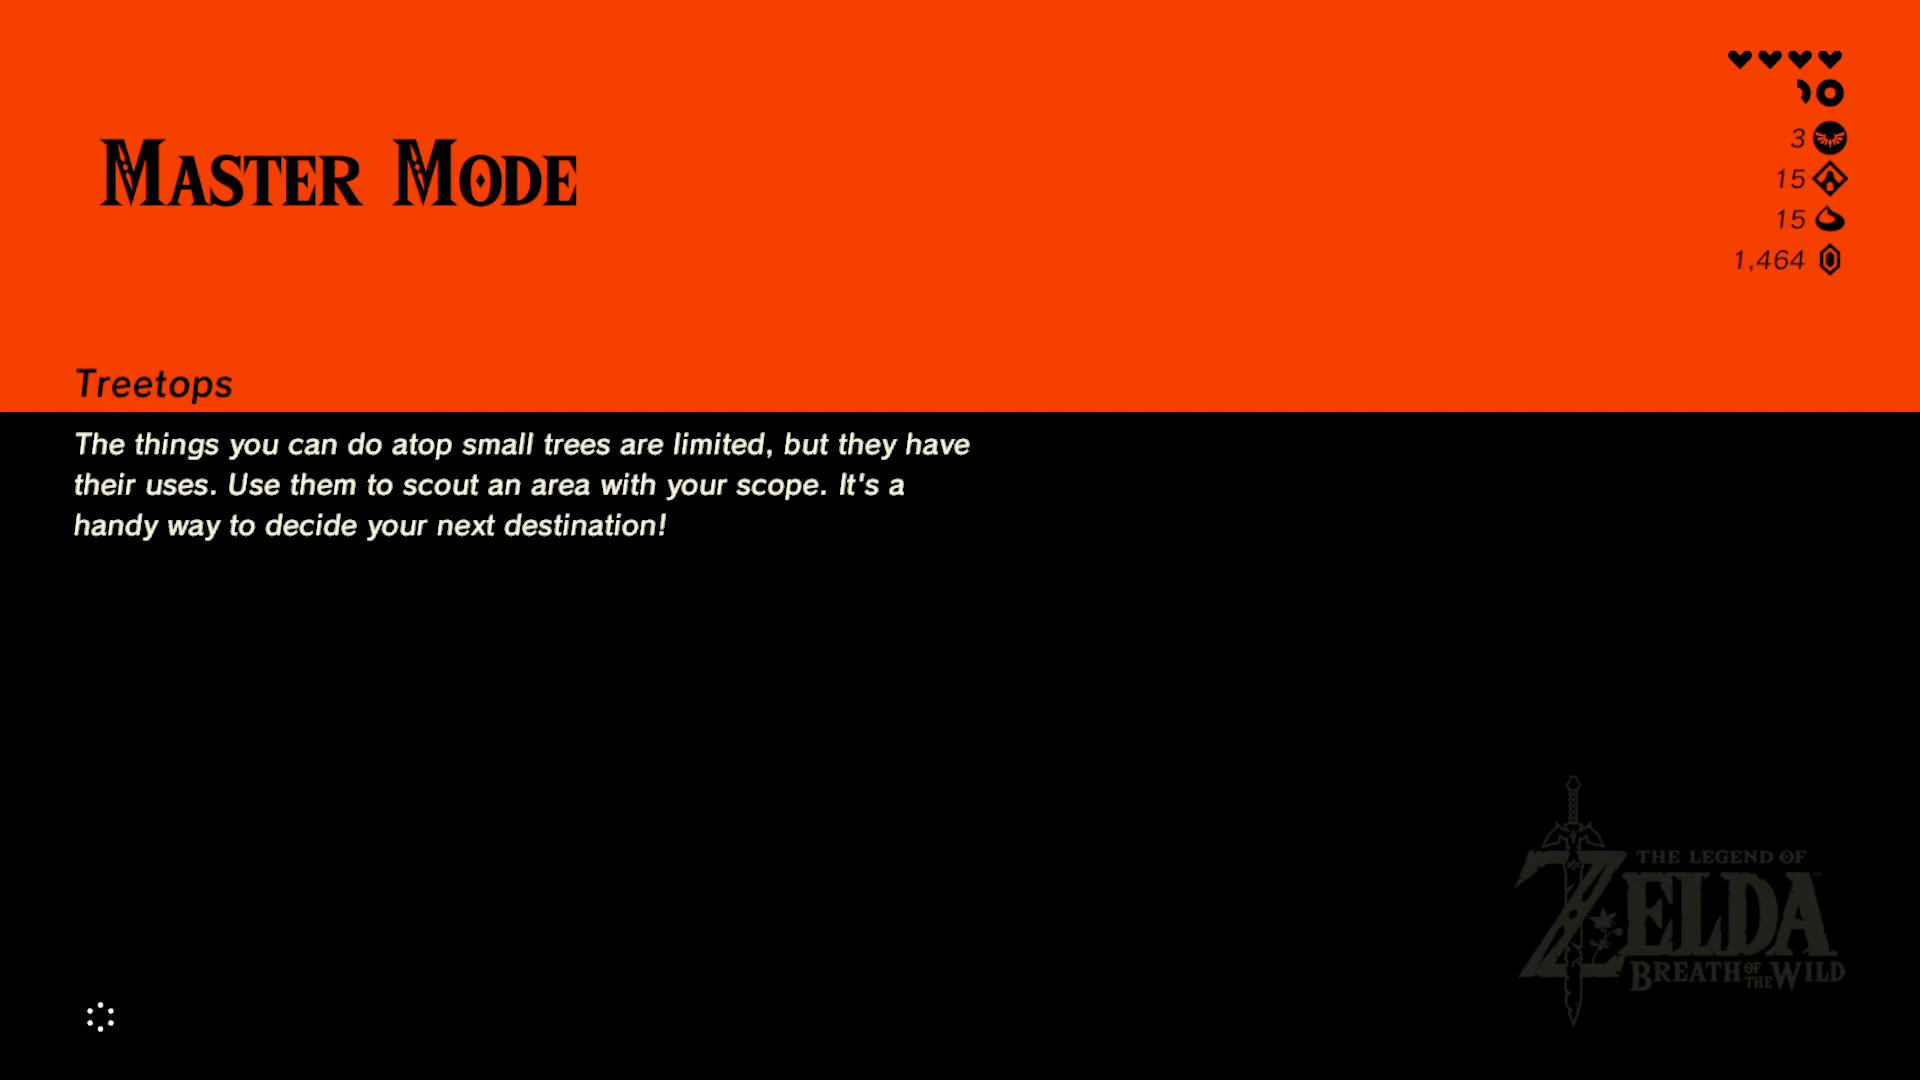 Master Mode
3
15
15
1,464
Treetops
The things you can do atop small trees are limited, but they have
their uses. Use them to scout an area with your scope. It's a
handy way to decide your next destination!
THE LEGEND OF
ZELDA
BREATH OF THE WILD